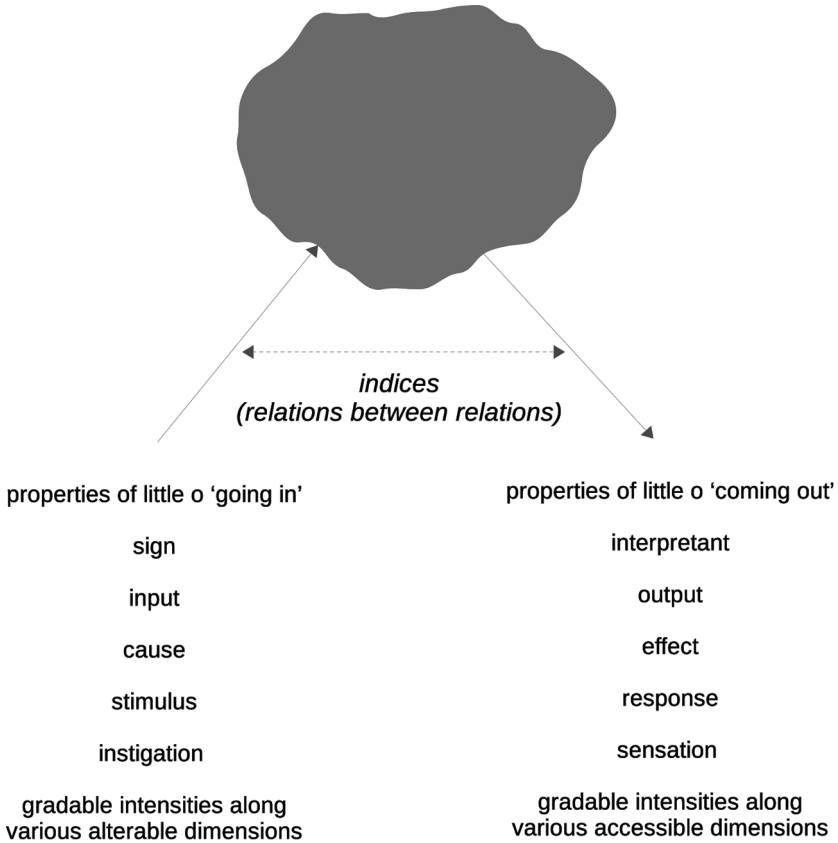 indices
(relations between relations)
properties of little o ‘going in’
sign
input
cause
stimulus
instigation
gradable intensities along
various alterable dimensions
properties of little o ‘coming out’
interpretant
output
effect
response
sensation
gradable intensities along
various accessible dimensions